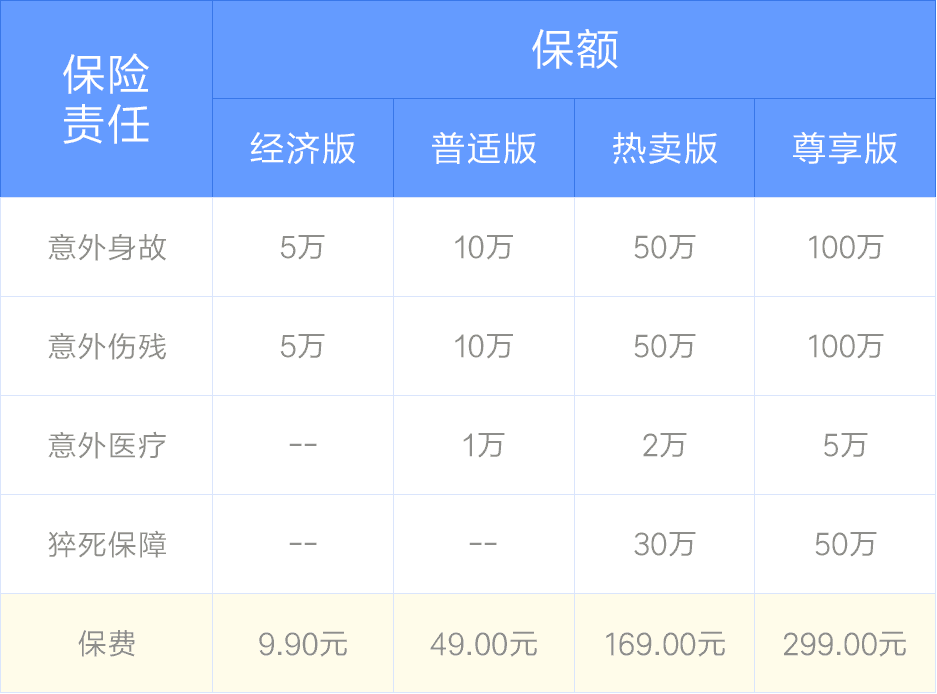 保险
责任
保额
经济版 普适版 热卖版 尊享版
意外身故 5万 10万 50万 100万
意外伤残 5万 10万 50万 100万
意外医疗 -- 1万 2万 5万
猝死保障 -- -- 30万 50万
保费 9.90元 49.00元 169.00元 299.00元